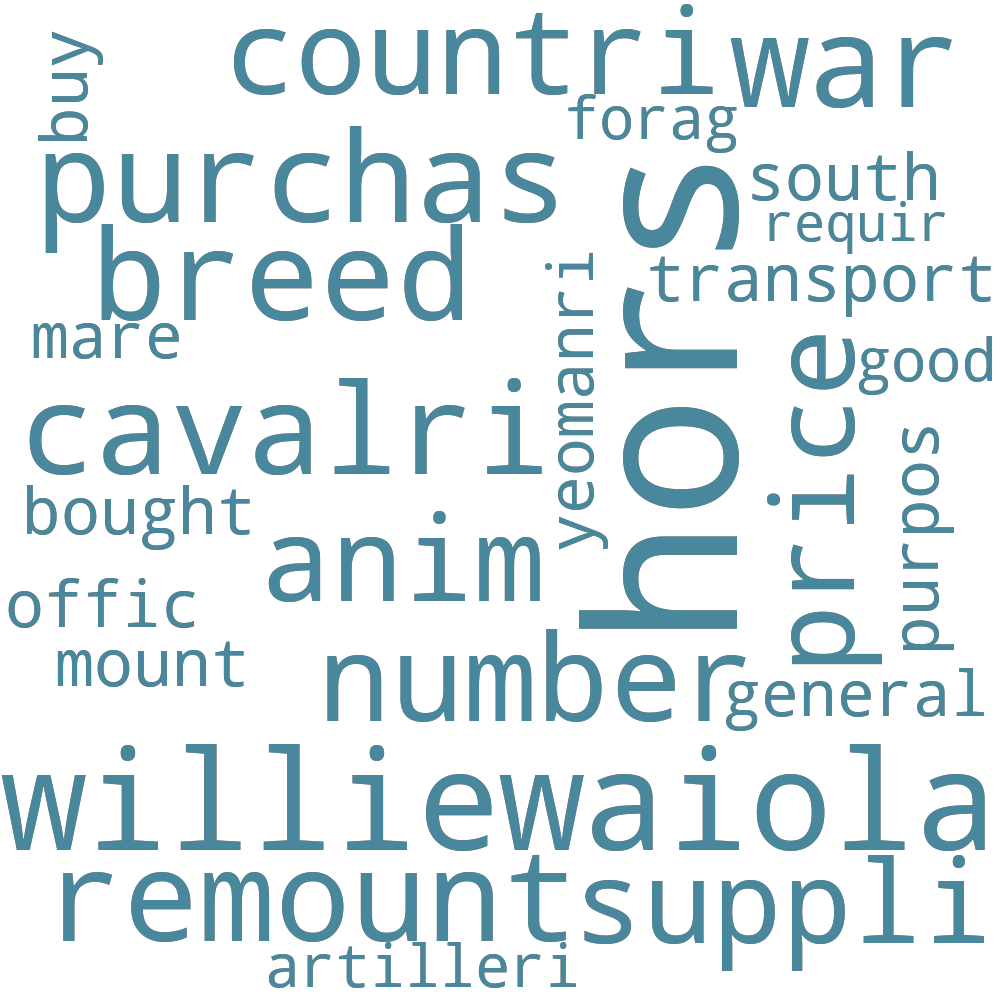 countri
war
buy
forag
purchas
hors
south
requir
breed
transport
yeomanri
mare
price
good
cavalri
purpos
bought
anim
offic
mount
number
general
williewaiola
remount
suppli
artilleri